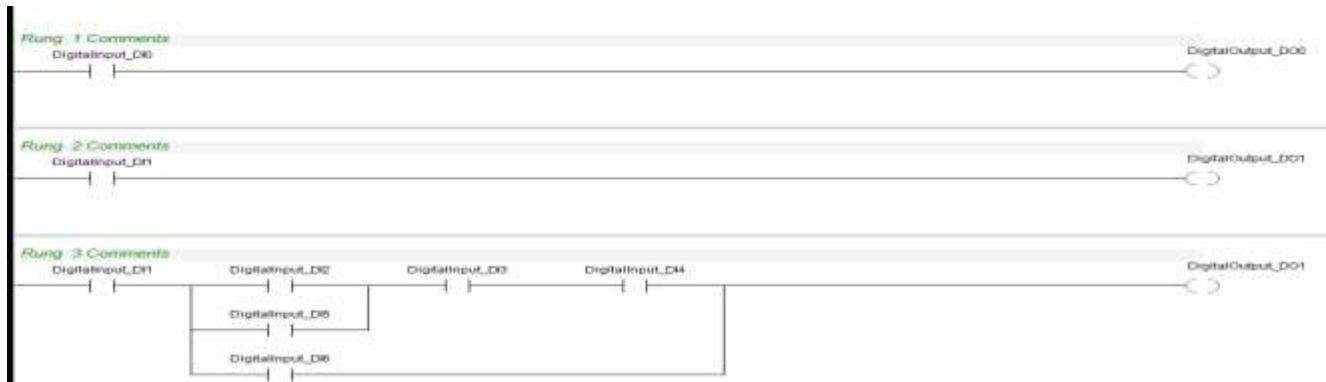 Rung 1 Comments
DigitalInput_DI0
DigitalOutput_DO0
Rung 2 Comments
DigitalInput_DI1
DigitalOutput_DO1
Rung 3 Comments
DigitalInput_DI1 DigitalInput_DI2 DigitalInput_DI3 DigitalInput_DI4
DigitalOutput_DO1
DigitalInput_DI5
DigitalInput_DI6